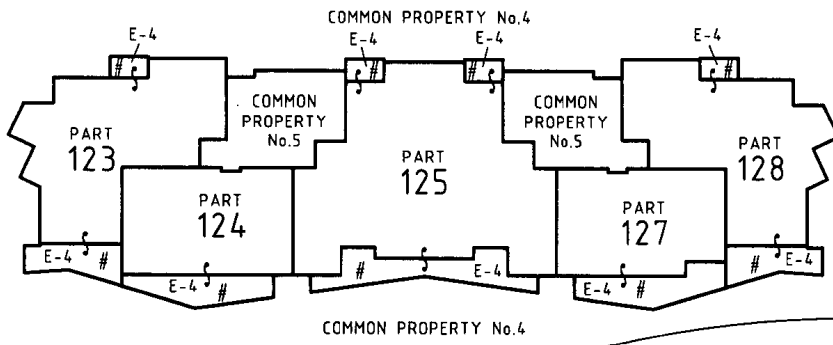 COMMON PROPERTY No.4
E-4
E-4
E-4
E-4
#
#
#
#
COMMON
PROPERTY
No.5
COMMON
PROPERTY
No.5
PART
123
PART
125
PART
128
PART
124
PART
127
E-4 #
E-4 #
# E-4
E-4 #
E-4 #
COMMON PROPERTY No.4